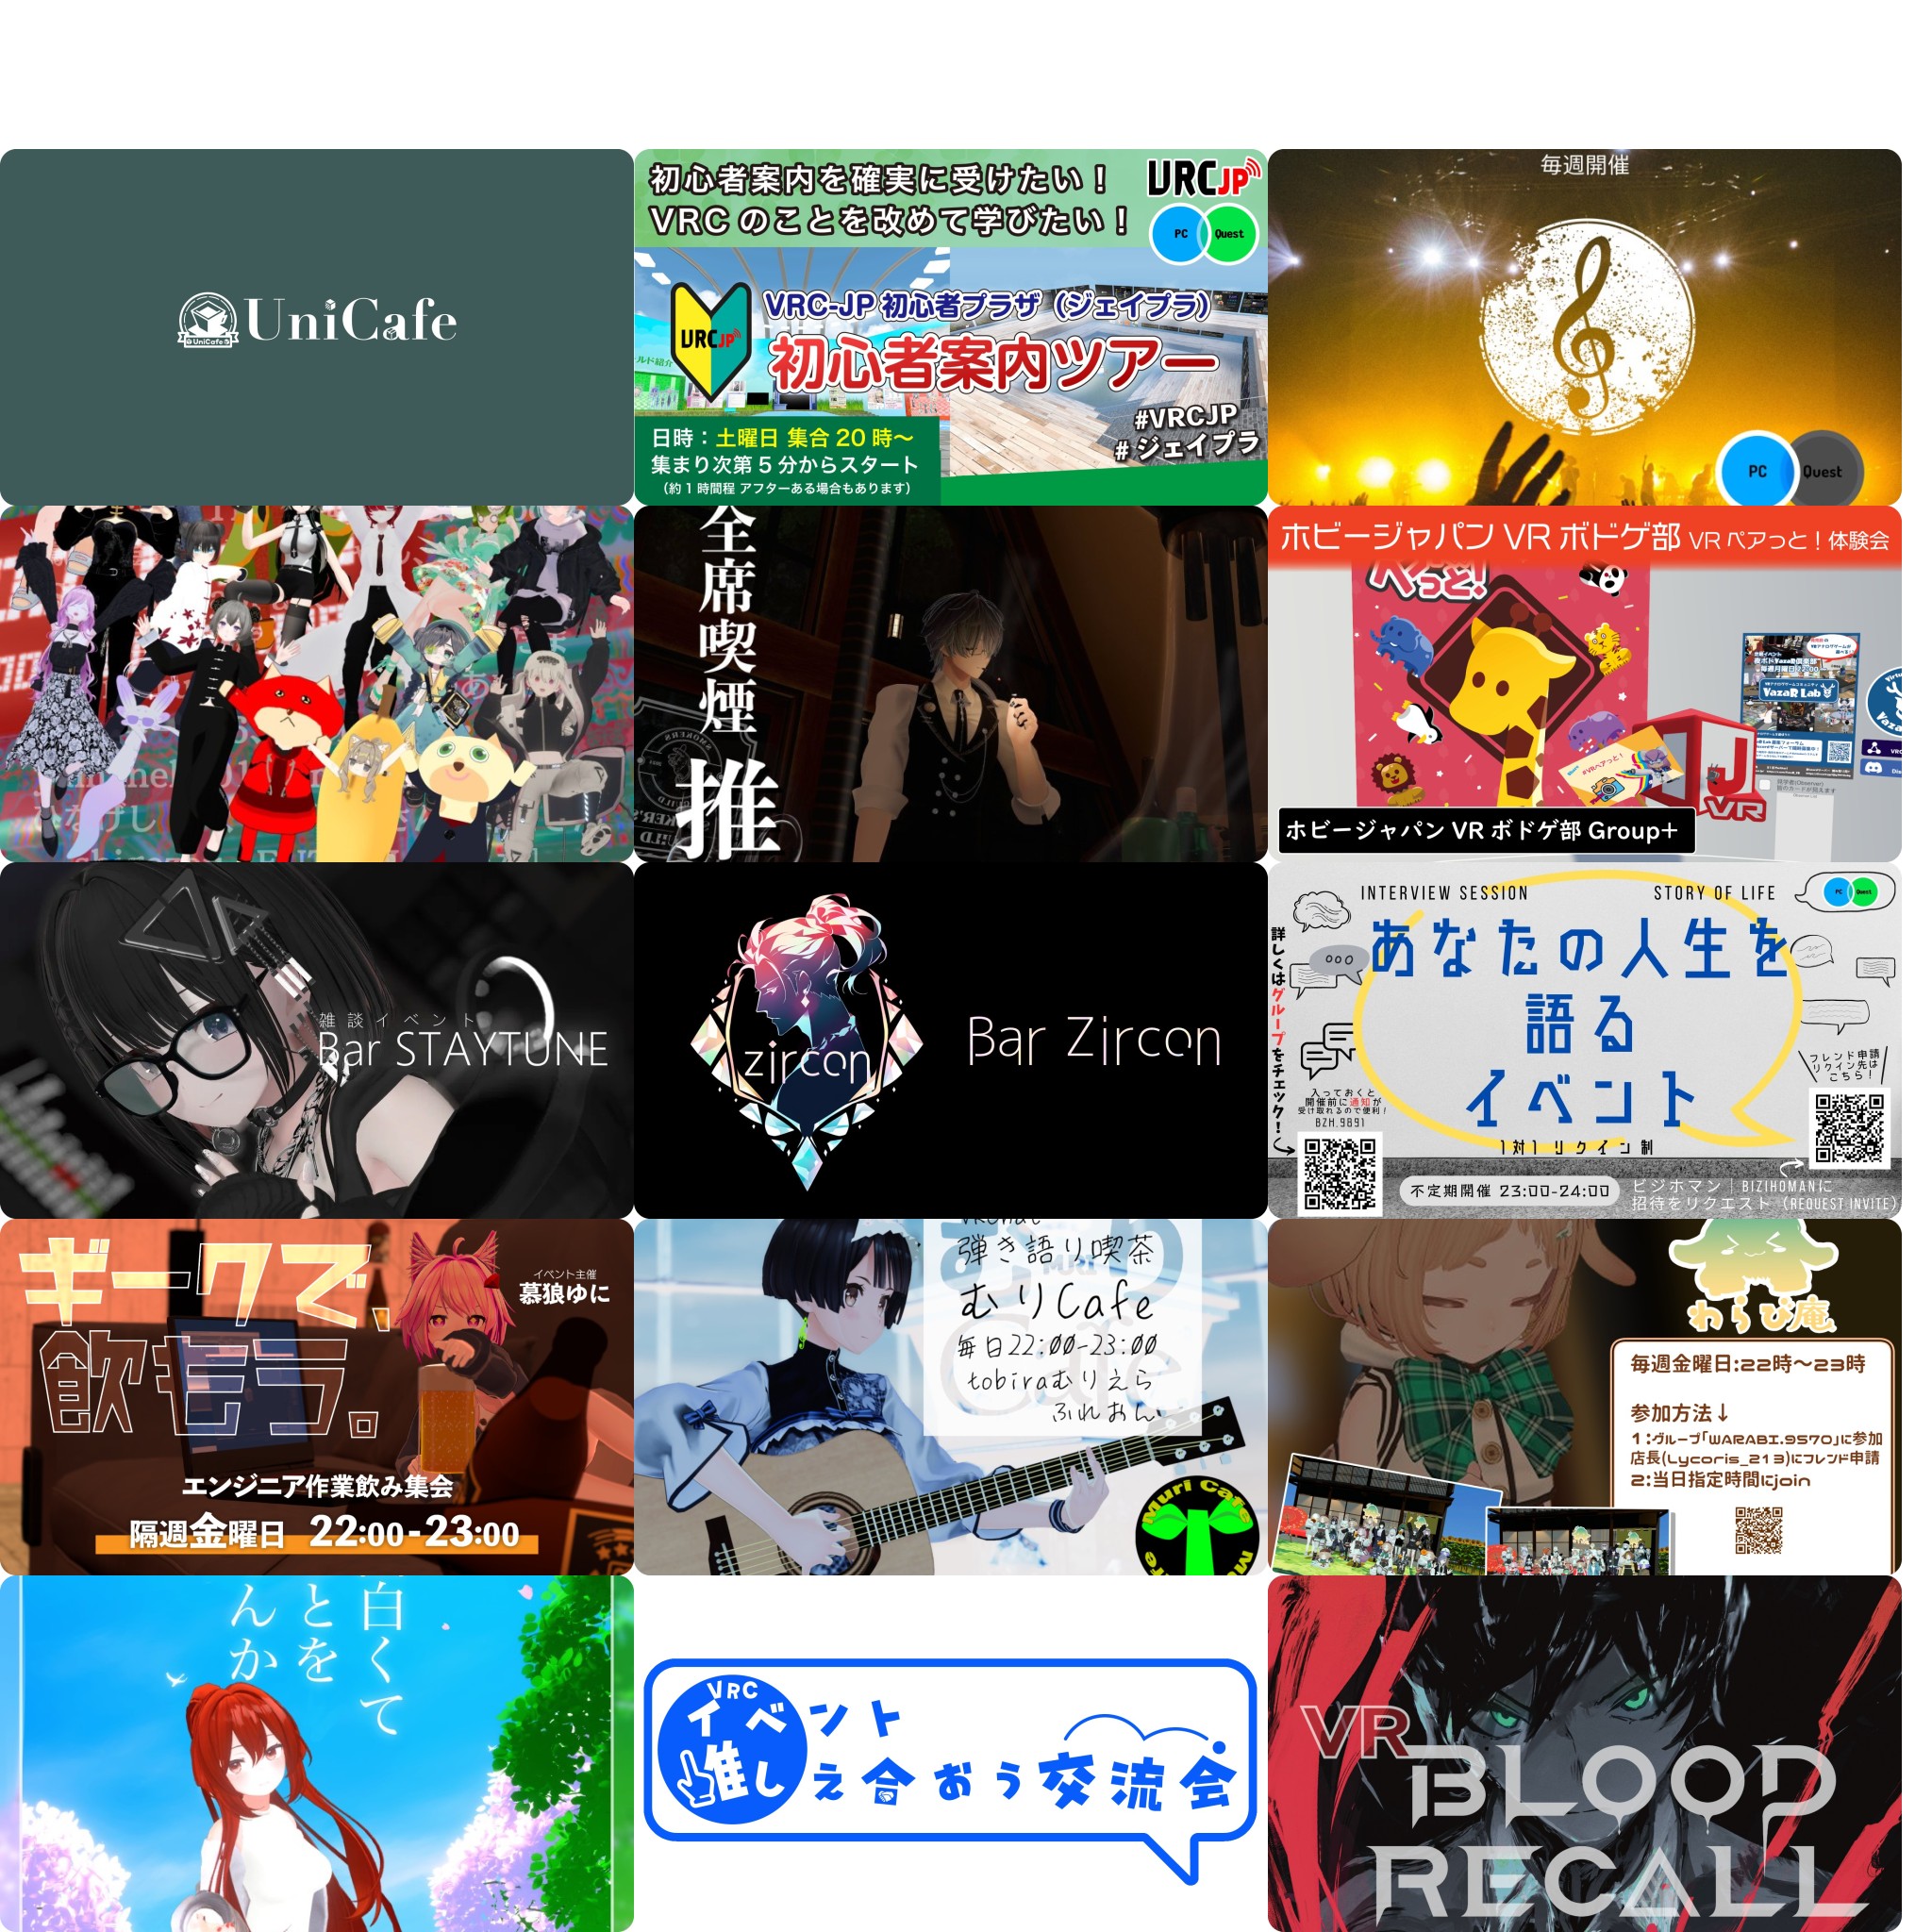 UniCafe
UniCafe
初心者案内を確実に受けたい！
VRCのことを改めて学びたい！
VRCJP
PC
Quest
VRC-JP 初心者プラザ（ジェイプラ）
VRCJP
初心者案内ツアー
#VRCJP
#ジェイプラ
日時：土曜日 集合 20 時～
集まり次第 5 分からスタート
（約 1 時間程 アフターある場合もあります）
毎週開催
PC
Quest
全席喫煙
推
ホビージャパン VR ボドゲ部 VR ペアっと！体験会
VazaR Lab
ホビージャパン VR ボドゲ部 Group+
雑談イベント
Bar STAYTUNE
zircon
Bar Zircon
INTERVIEW SESSION
STORY OF LIFE
PC
Quest
あなたの人生を
語る
イベント
1対1 リクイン制
詳しくはグループをチェック！
入っておくと
開催前に通知が
受け取れるので便利！
BZH.9891
フレンド申請
リクイン先は
こちら！
不定期開催 23:00-24:00
ビジホマン｜BIZIHOMANに
招待をリクエスト（REQUEST INVITE）
ギークで、
飲もう。
イベント主催
慕狼ゆに
エンジニア作業飲み集会
隔週金曜日 22:00-23:00
弾き語り喫茶
むりCafe
毎日22:00-23:00
tobiraむりえら
ふれおん
Muri Cafe
わらび庵
毎週金曜日:22時～23時
参加方法↓
1:グループ「WARABI.9570」に参加
店長(Lycoris_213)にフレンド申請
2:当日指定時間にjoin
白くて
とを
んか
VRC
イベント
推し え合おう交流会
VR
BLOOD
RECALL